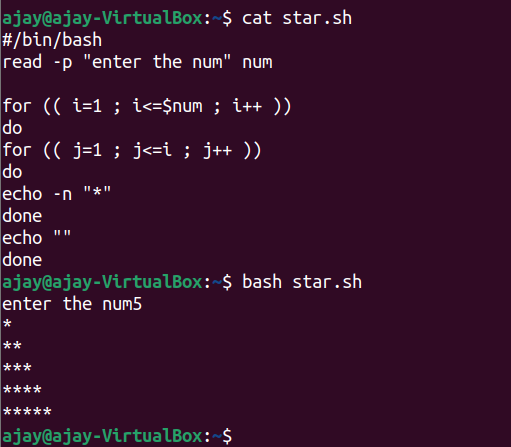 ajay@ajay-VirtualBox:~$ cat star.sh
#/bin/bash
read -p "enter the num" num
for (( i=1 ; i<=$num ; i++ ))
do
for (( j=1 ; j<=i ; j++ ))
do
echo -n "*"
done
echo ""
done
ajay@ajay-VirtualBox:~$ bash star.sh
enter the num5
*
**
***
****
*****
ajay@ajay-VirtualBox:~$